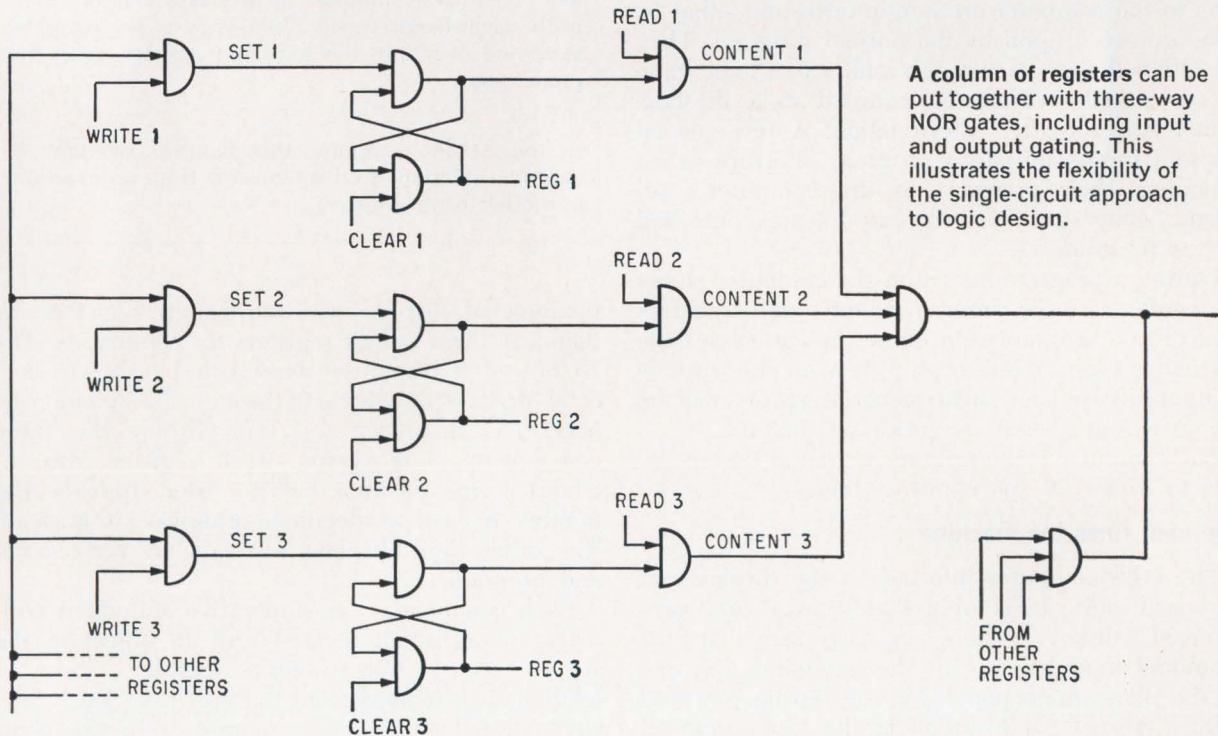 READ 1
SET 1
CONTENT 1
WRITE 1
REG 1
CLEAR 1
A column of registers can be
put together with three-way
NOR gates, including input
and output gating. This
illustrates the flexibility of
the single-circuit approach
to logic design.
READ 2
SET 2
CONTENT 2
WRITE 2
REG 2
CLEAR 2
READ 3
SET 3
CONTENT 3
WRITE 3
TO OTHER
REGISTERS
REG 3
CLEAR 3
FROM
OTHER
REGISTERS